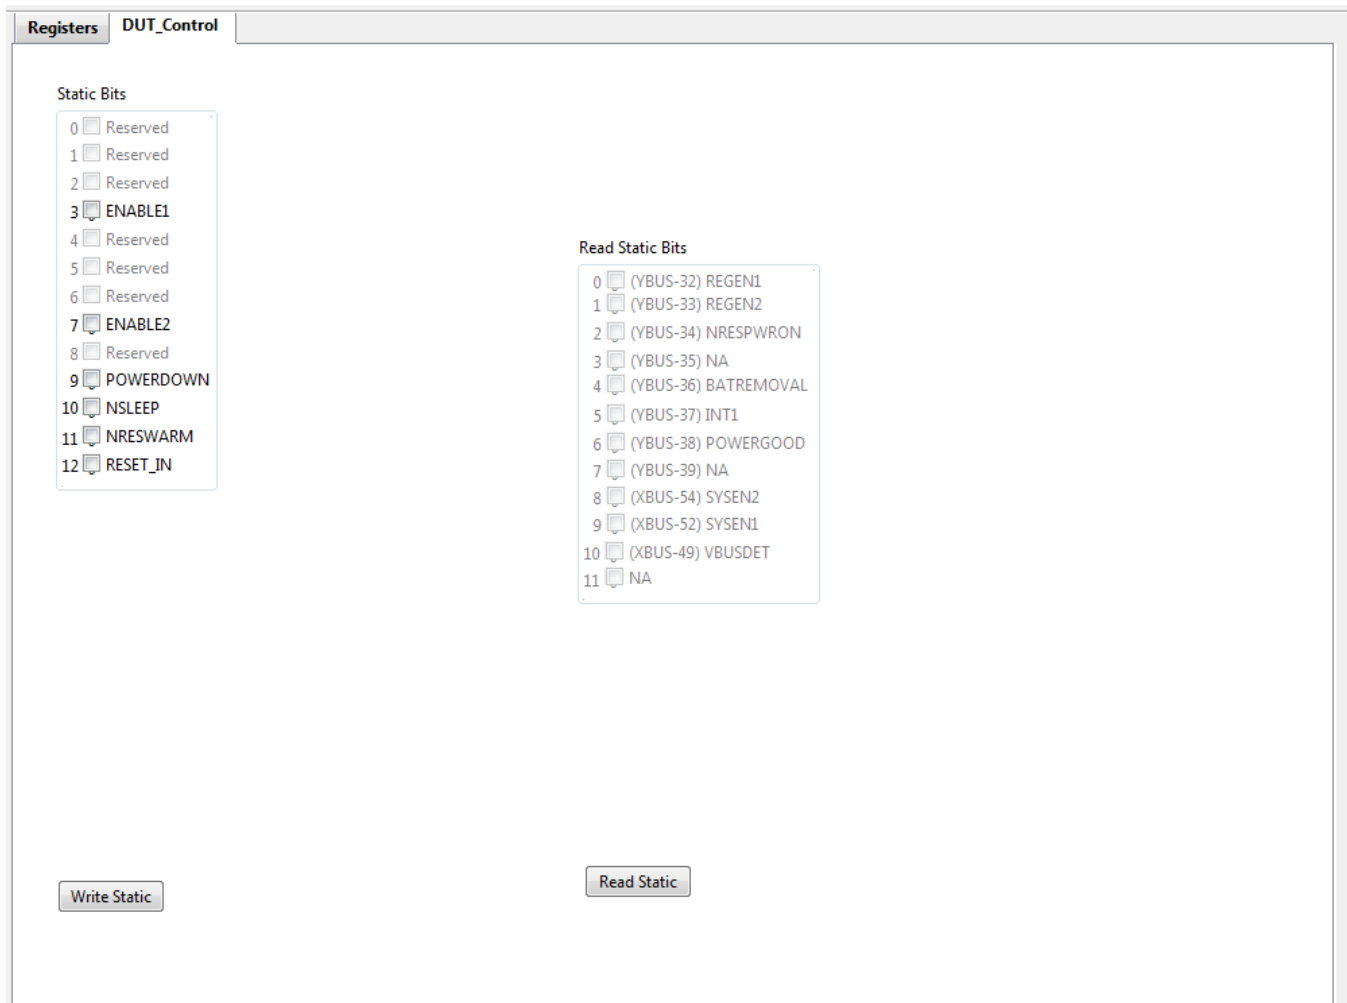 Registers DUT_Control
Static Bits
0 Reserved
1 Reserved
2 Reserved
3 ENABLE1
4 Reserved
5 Reserved
6 Reserved
7 ENABLE2
8 Reserved
9 POWERDOWN
10 NSLEEP
11 NRESWARM
12 RESET_IN
Write Static
Read Static Bits
0 (YBUS-32) REGEN1
1 (YBUS-33) REGEN2
2 (YBUS-34) NRESPWRON
3 (YBUS-35) NA
4 (YBUS-36) BATREMOVAL
5 (YBUS-37) INT1
6 (YBUS-38) POWERGOOD
7 (YBUS-39) NA
8 (XBUS-54) SYSEN2
9 (XBUS-52) SYSEN1
10 (XBUS-49) VBUSDET
11 NA
Read Static